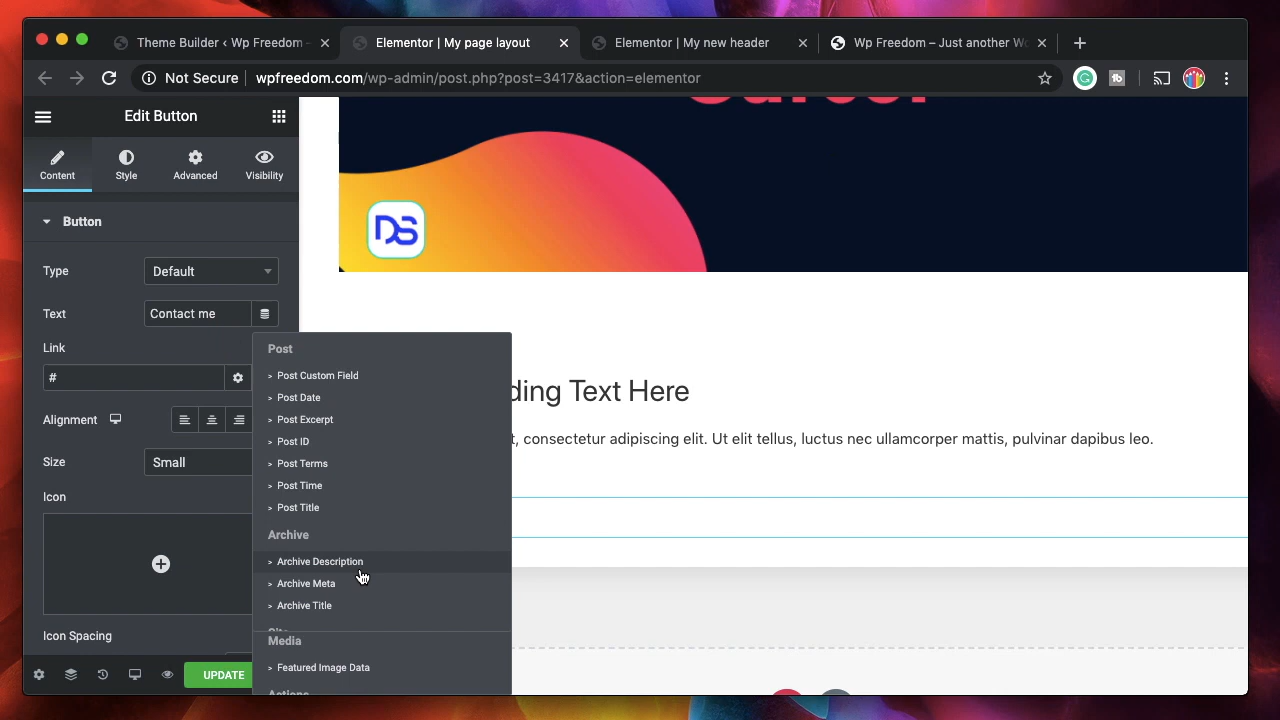 Theme Builder ‹ Wp Freedom –
Elementor | My page layout
Elementor | My new header
Wp Freedom – Just another Wo
Not Secure
wpfreedom.com/wp-admin/post.php?post=3417&action=elementor
Edit Button
Content
Style
Advanced
Visibility
Button
Type
Default
Text
Contact me
Link
#
Alignment
Size
Small
Icon
Icon Spacing
UPDATE
Post
> Post Custom Field
> Post Date
> Post Excerpt
> Post ID
> Post Terms
> Post Time
> Post Title
Archive
> Archive Description
> Archive Meta
> Archive Title
Media
> Featured Image Data
Actions
DS
ding Text Here
t, consectetur adipiscing elit. Ut elit tellus, luctus nec ullamcorper mattis, pulvinar dapibus leo.